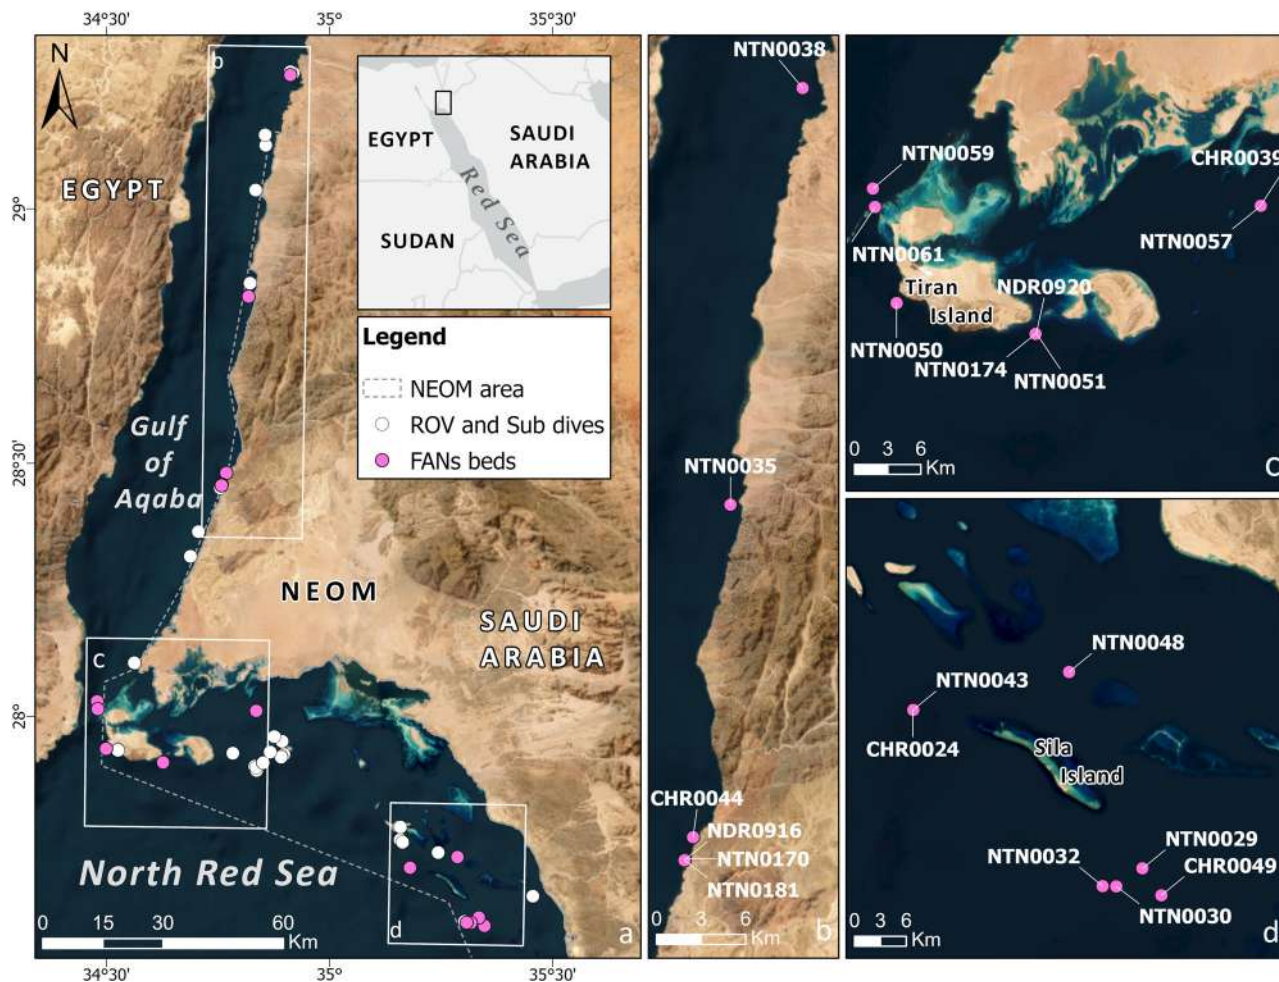 34°30'
35°
35°30'
N
b
EGYPT
29°
28°30'
28°
EGYPT
SAUDI
ARABIA
Red Sea
SUDAN
Legend
NEOM area
ROV and Sub dives
FANs beds
Gulf
of
Aqaba
NEOM
SAUDI
ARABIA
c
North Red Sea
0 15 30 60
Km
d
a
34°30'
35°
35°30'
NTN0038
NTN0035
CHR0044
NDR0916
NTN0170
NTN0181
0 3 6
Km
b
NTN0059
CHR0039
NTN0061
NTN0057
Tiran
Island
NDR0920
NTN0050
NTN0174
NTN0051
0 3 6
Km
c
NTN0048
NTN0043
CHR0024
Sila
Island
NTN0029
NTN0032
CHR0049
NTN0030
0 3 6
Km
d